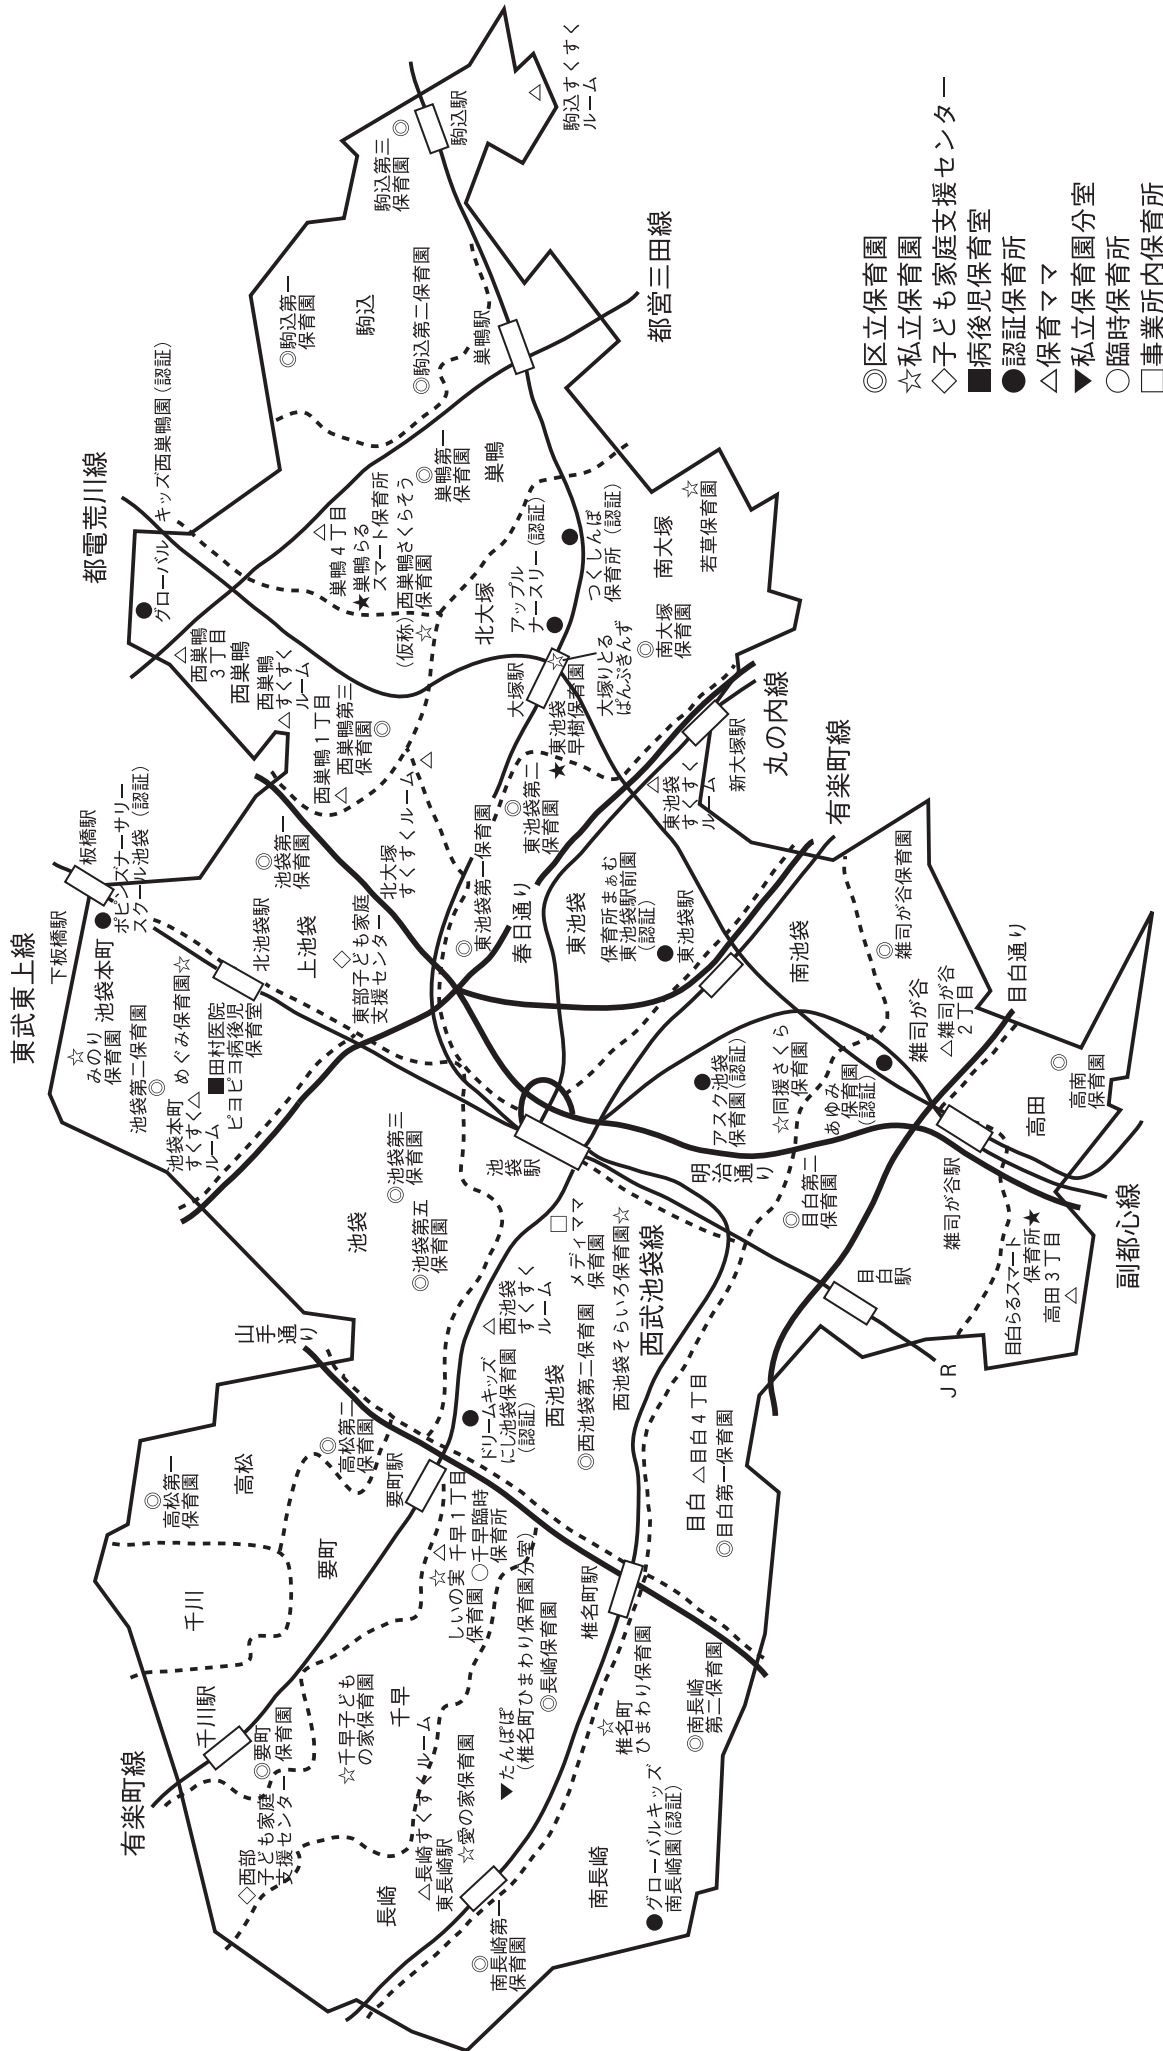 東武東上線
下板橋駅
板橋駅
●
ポピンズナーサリー
スクール池袋（認証）
池袋本町
☆
みのり
保育園
池袋第二保育園
◎
めぐみ保育園☆
池袋本町
すくすく△
ルーム
■田村医院
ピヨピヨ病後児
保育室
北池袋駅
上池袋
◎
池袋第一
保育園
◇
東部子ども家庭
支援センター
北大塚
すくすくルーム
△
都電荒川線
●
グローバルキッズ西巣鴨園（認証）
△
西巣鴨
3丁目
西巣鴨
西巣鴨
すくすく
△ルーム
西巣鴨1丁目
△
西巣鴨第三
保育園
◎
△
巣鴨4丁目
★巣鴨らる
スマート保育所
(仮称)西巣鴨さくらそう
☆保育園
◎駒込第一
保育園
駒込
◎駒込第二保育園
駒込第三
保育園
◎
駒込駅
△
駒込すくすく
ルーム
巣鴨駅
都営三田線
◎
巣鴨第一
保育園
巣鴨
北大塚
アップル
ナースリー（認証）
●
●
つくしんぼ
保育所（認証）
南大塚
☆
若草保育園
大塚駅
☆
大塚りとる
ぱんぷきんず
◎
南大塚
保育園
★東池袋
早樹保育園
◎
東池袋第二
保育園
◎
東池袋第一保育園
春日通り
東池袋
△
東池袋
すくすく
ルーム
新大塚駅
丸の内線
有楽町線
保育所まぁむ
東池袋駅前園
（認証）
●
東池袋駅
南池袋
◎
雑司が谷保育園
雑司が谷
△雑司が谷
2丁目
目白通り
●
アスク池袋
保育園（認証）
☆同援さくら
保育園
●
あゆみ
保育園
（認証）
明治通り
◎
目白第二
保育園
雑司が谷駅
高田
◎
高南
保育園
目白らるスマート
保育所★
高田3丁目
△
副都心線
目白駅
JR
池袋
◎池袋第三
保育園
◎池袋第五
保育園
池袋駅
□
メディママ
保育園
△
西池袋
すくすく
ルーム
●
ドリームキッズ
にし池袋保育園
（認証）
西池袋
◎西池袋第二保育園
西池袋そらいろ保育園☆
西武池袋線
目白
△目白4丁目
◎目白第一保育園
山手通り
◎
高松第一
保育園
高松
◎
高松第二
保育園
要町駅
要町
千川
千川駅
◎要町
保育園
有楽町線
◇西部
子ども家庭
支援センター
☆千早子ども
の家保育園
千早
☆
しいの実
保育園
△
千早1丁目
○千早臨時
保育所
長崎
△長崎すくすくルーム
東長崎駅
☆愛の家保育園
▼たんぽぽ
（椎名町ひまわり保育園分室）
◎長崎保育園
椎名町駅
☆
椎名町
ひまわり保育園
◎南長崎
第二保育園
◎
南長崎第一
保育園
南長崎
●グローバルキッズ
南長崎園（認証）
◎区立保育園
☆私立保育園
◇子ども家庭支援センター
■病後児保育室
●認証保育所
△保育ママ
▼私立保育園分室
○臨時保育所
□事業所内保育所